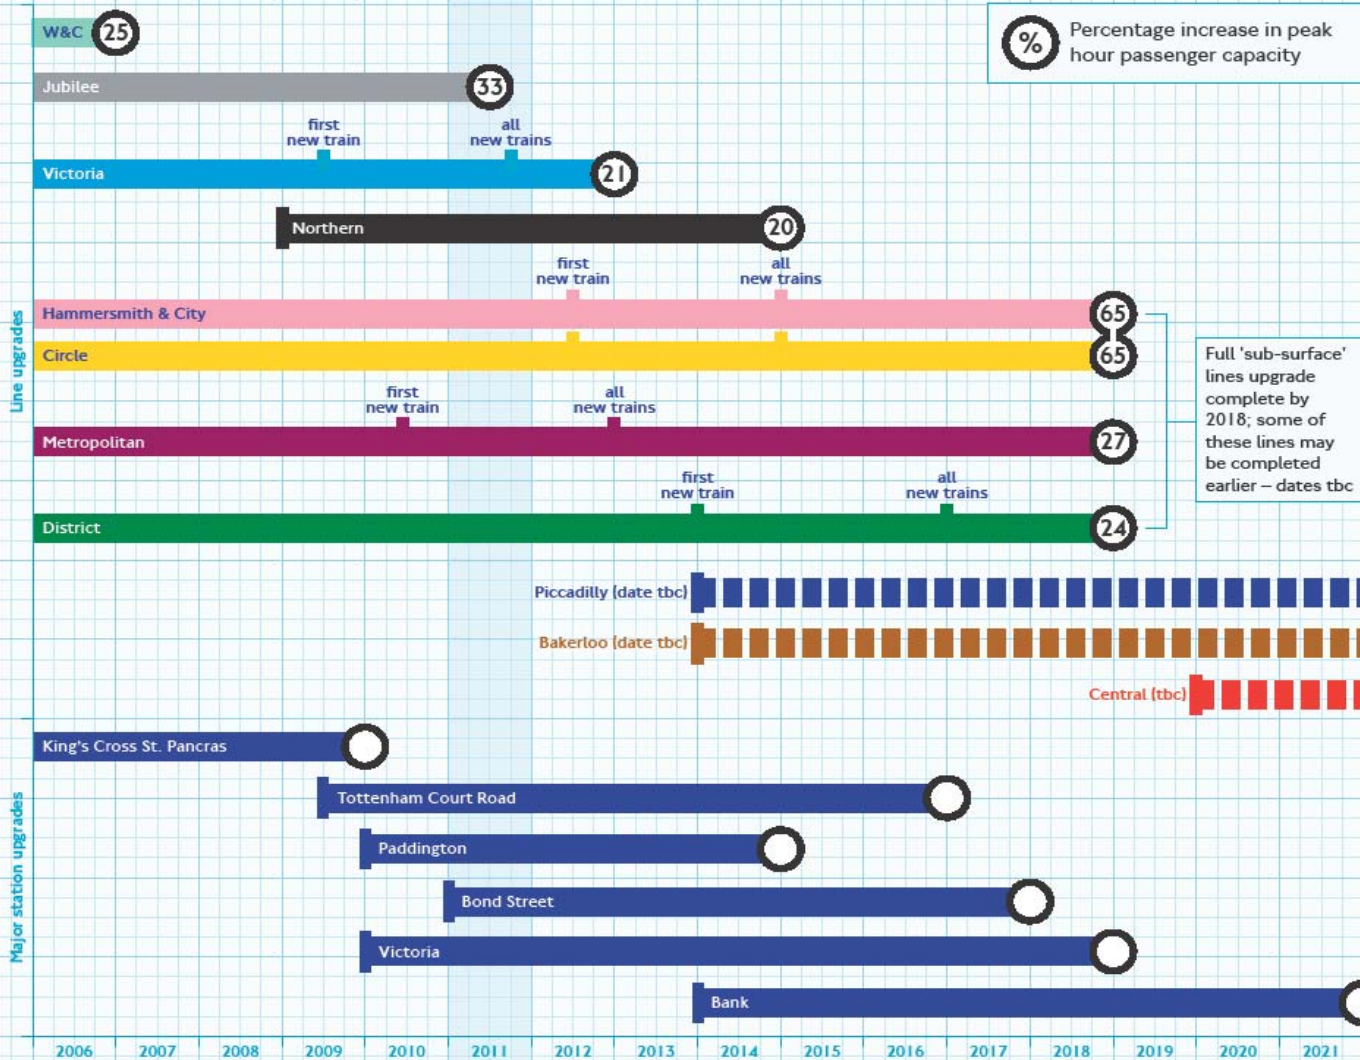 W&C 25
% Percentage increase in peak
hour passenger capacity
Jubilee 33
first
new train
all
new trains
Victoria 21
Northern 20
first
new train
all
new trains
Hammersmith & City 65
Circle 65
Full 'sub-surface'
lines upgrade
complete by
2018; some of
these lines may
be completed
earlier – dates tbc
first
new train
all
new trains
Metropolitan 27
first
new train
all
new trains
District 24
Piccadilly (date tbc)
Bakerloo (date tbc)
Central (tbc)
Line upgrades
King's Cross St. Pancras
Tottenham Court Road
Paddington
Bond Street
Victoria
Bank
Major station upgrades
2006 2007 2008 2009 2010 2011 2012 2013 2014 2015 2016 2017 2018 2019 2020 2021